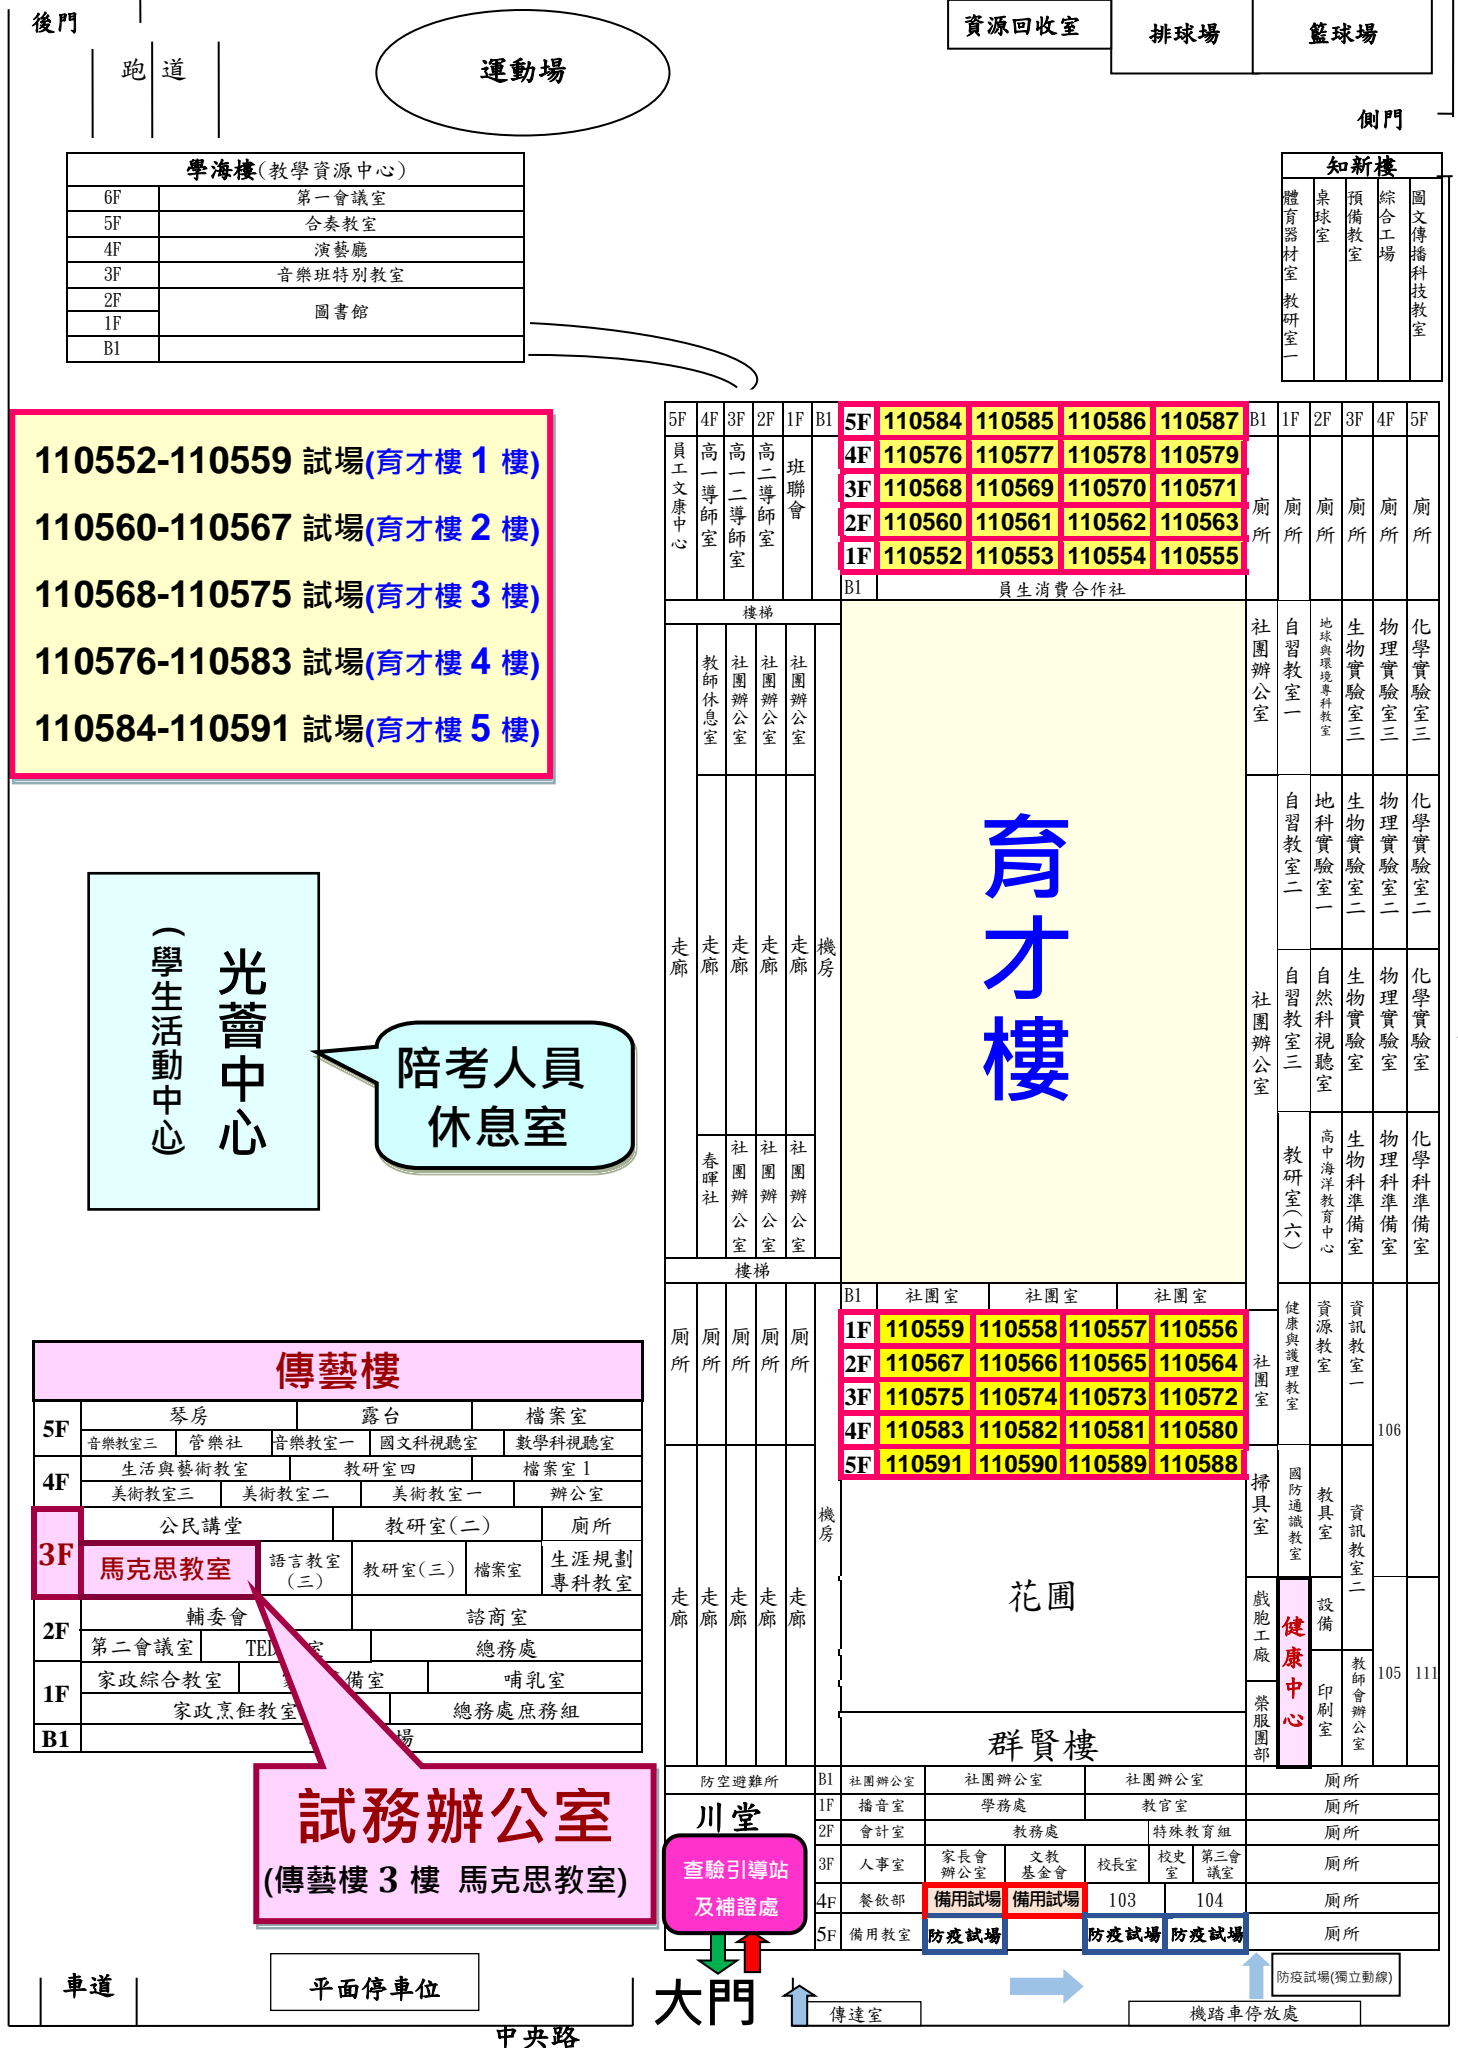 後門
跑道
運動場
資源回收室
排球場
籃球場
側門
學海樓(教學資源中心)
6F 第一會議室
5F 合奏教室
4F 演藝廳
3F 音樂班特別教室
2F
1F
圖書館
B1
知新樓
體育器材室 教研室一
桌球室
預備教室
綜合工場
圖文傳播科技教室
110552-110559 試場(育才樓 1 樓)
110560-110567 試場(育才樓 2 樓)
110568-110575 試場(育才樓 3 樓)
110576-110583 試場(育才樓 4 樓)
110584-110591 試場(育才樓 5 樓)
5F 4F 3F 2F 1F B1
員工文康中心
高一導師室
高一二導師室
高二導師室
班聯會
5F 110584 110585 110586 110587
4F 110576 110577 110578 110579
3F 110568 110569 110570 110571
2F 110560 110561 110562 110563
1F 110552 110553 110554 110555
B1 員生消費合作社
B1 1F 2F 3F 4F 5F
廁所 廁所 廁所 廁所 廁所 廁所
樓梯
教師休息室
社團辦公室
社團辦公室
社團辦公室
走廊 走廊 走廊 走廊 走廊 機房
春暉社
社團辦公室
社團辦公室
社團辦公室
樓梯
育才樓
社團辦公室
自習教室一
地球與環境專科教室
生物實驗室三
物理實驗室三
化學實驗室三
自習教室二
地科實驗室一
生物實驗室二
物理實驗室二
化學實驗室二
社團辦公室
自習教室三
自然科視聽室
生物實驗室
物理實驗室
化學實驗室
教研室(六)
高中海洋教育中心
生物科準備室
物理科準備室
化學科準備室
光薈中心
(學生活動中心)
陪考人員
休息室
B1 社團室 社團室 社團室
1F 110559 110558 110557 110556
2F 110567 110566 110565 110564
3F 110575 110574 110573 110572
4F 110583 110582 110581 110580
5F 110591 110590 110589 110588
厠所 厠所 厠所 厠所 厠所
機房
走廊 走廊 走廊 走廊 走廊
社團室
健康與護理教室
資源教室
資訊教室一
106
掃具室
國防通識教室
教具室
資訊教室二
戲胞工廠
健康中心
設備
榮服團部
印刷室
教師會辦公室
105
111
花圃
群賢樓
傳藝樓
5F 琴房 露台 檔案室
音樂教室三 管樂社 音樂教室一 國文科視聽室 數學科視聽室
4F 生活與藝術教室 教研室四 檔案室1
美術教室三 美術教室二 美術教室一 辦公室
3F 公民講堂 教研室(二) 廁所
馬克思教室 語言教室(三) 教研室(三) 檔案室 生涯規劃專科教室
2F 輔委會 諮商室
第二會議室 TED 室 總務處
1F 家政綜合教室 備室 哺乳室
家政烹飪教室 總務處庶務組
B1 場
試務辦公室
(傳藝樓 3 樓 馬克思教室)
防空避難所 B1 社團辦公室 社團辦公室 社團辦公室 厠所
川堂
1F 播音室 學務處 教官室 厠所
2F 會計室 教務處 特殊教育組 厠所
3F 人事室 家長會辦公室 文教基金會 校長室 校史室 第三會議室 厠所
4F 餐飲部 備用試場 備用試場 103 104 厠所
5F 備用教室 防疫試場 防疫試場 防疫試場 厠所
查驗引導站
及補證處
車道
平面停車位
大門
傳達室
防疫試場(獨立動線)
機踏車停放處
中央路